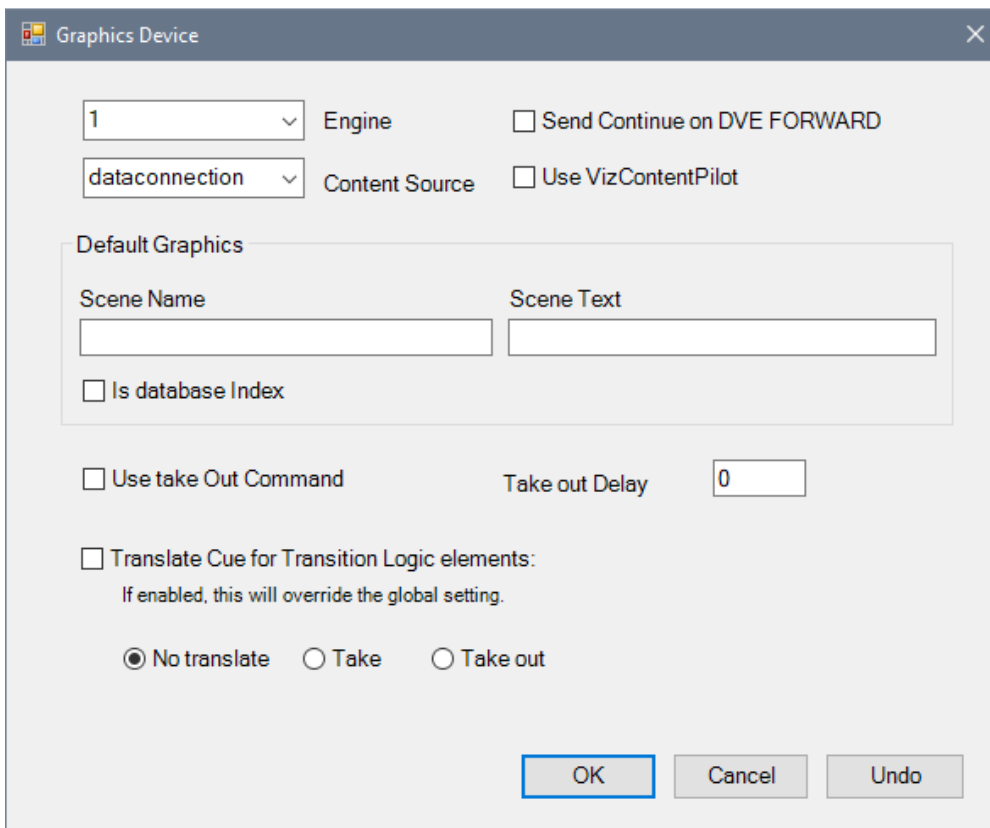 Graphics Device
1
Engine
Send Continue on DVE FORWARD
dataconnection
Content Source
Use VizContentPilot
Default Graphics
Scene Name
Scene Text
Is database Index
Use take Out Command
Take out Delay
0
Translate Cue for Transition Logic elements:
If enabled, this will override the global setting.
No translate
Take
Take out
OK
Cancel
Undo